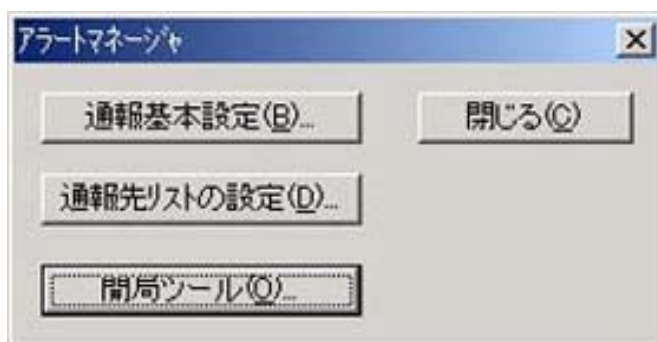 アラートマネージャ
通報基本設定(B)...
閉じる(C)
通報先リストの設定(D)...
開局ツール(O)...